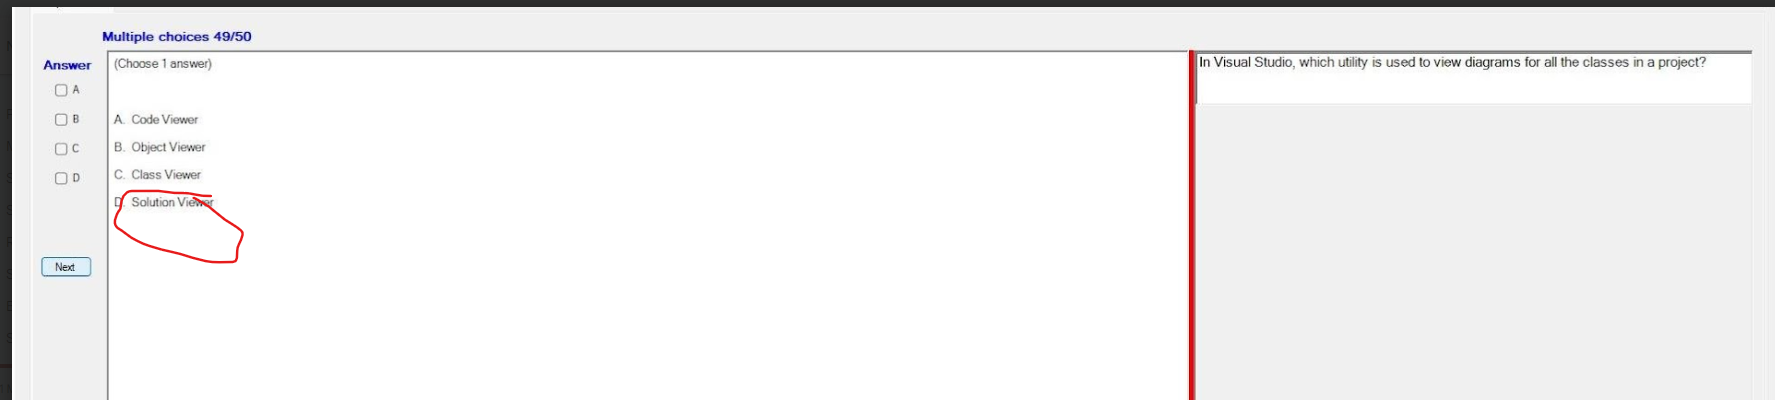 Multiple choices 49/50
Answer
(Choose 1 answer)
In Visual Studio, which utility is used to view diagrams for all the classes in a project?
A
B
C
D
A. Code Viewer
B. Object Viewer
C. Class Viewer
D. Solution Viewer
Next